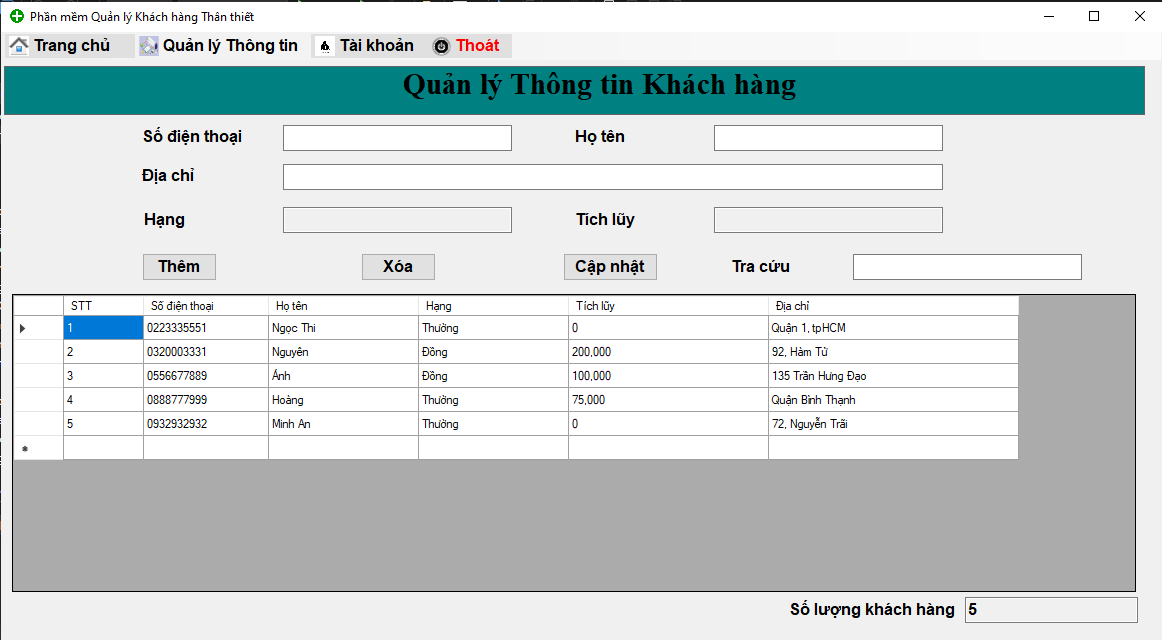 Phần mềm Quản lý Khách hàng Thân thiết
Trang chủ Quản lý Thông tin Tài khoản Thoát
Quản lý Thông tin Khách hàng
Số điện thoại Họ tên
Địa chỉ
Hạng Tích lũy
Thêm Xóa Cập nhật Tra cứu
STT Số điện thoại Họ tên Hạng Tích lũy Địa chỉ
1 0223335551 Ngọc Thi Thường 0 Quận 1, tpHCM
2 0320003331 Nguyên Đồng 200,000 92, Hàm Tử
3 0556677889 Ánh Đồng 100,000 135 Trần Hưng Đạo
4 0888777999 Hoàng Thường 75,000 Quận Bình Thạnh
5 0932932932 Minh An Thường 0 72, Nguyễn Trãi
Số lượng khách hàng 5